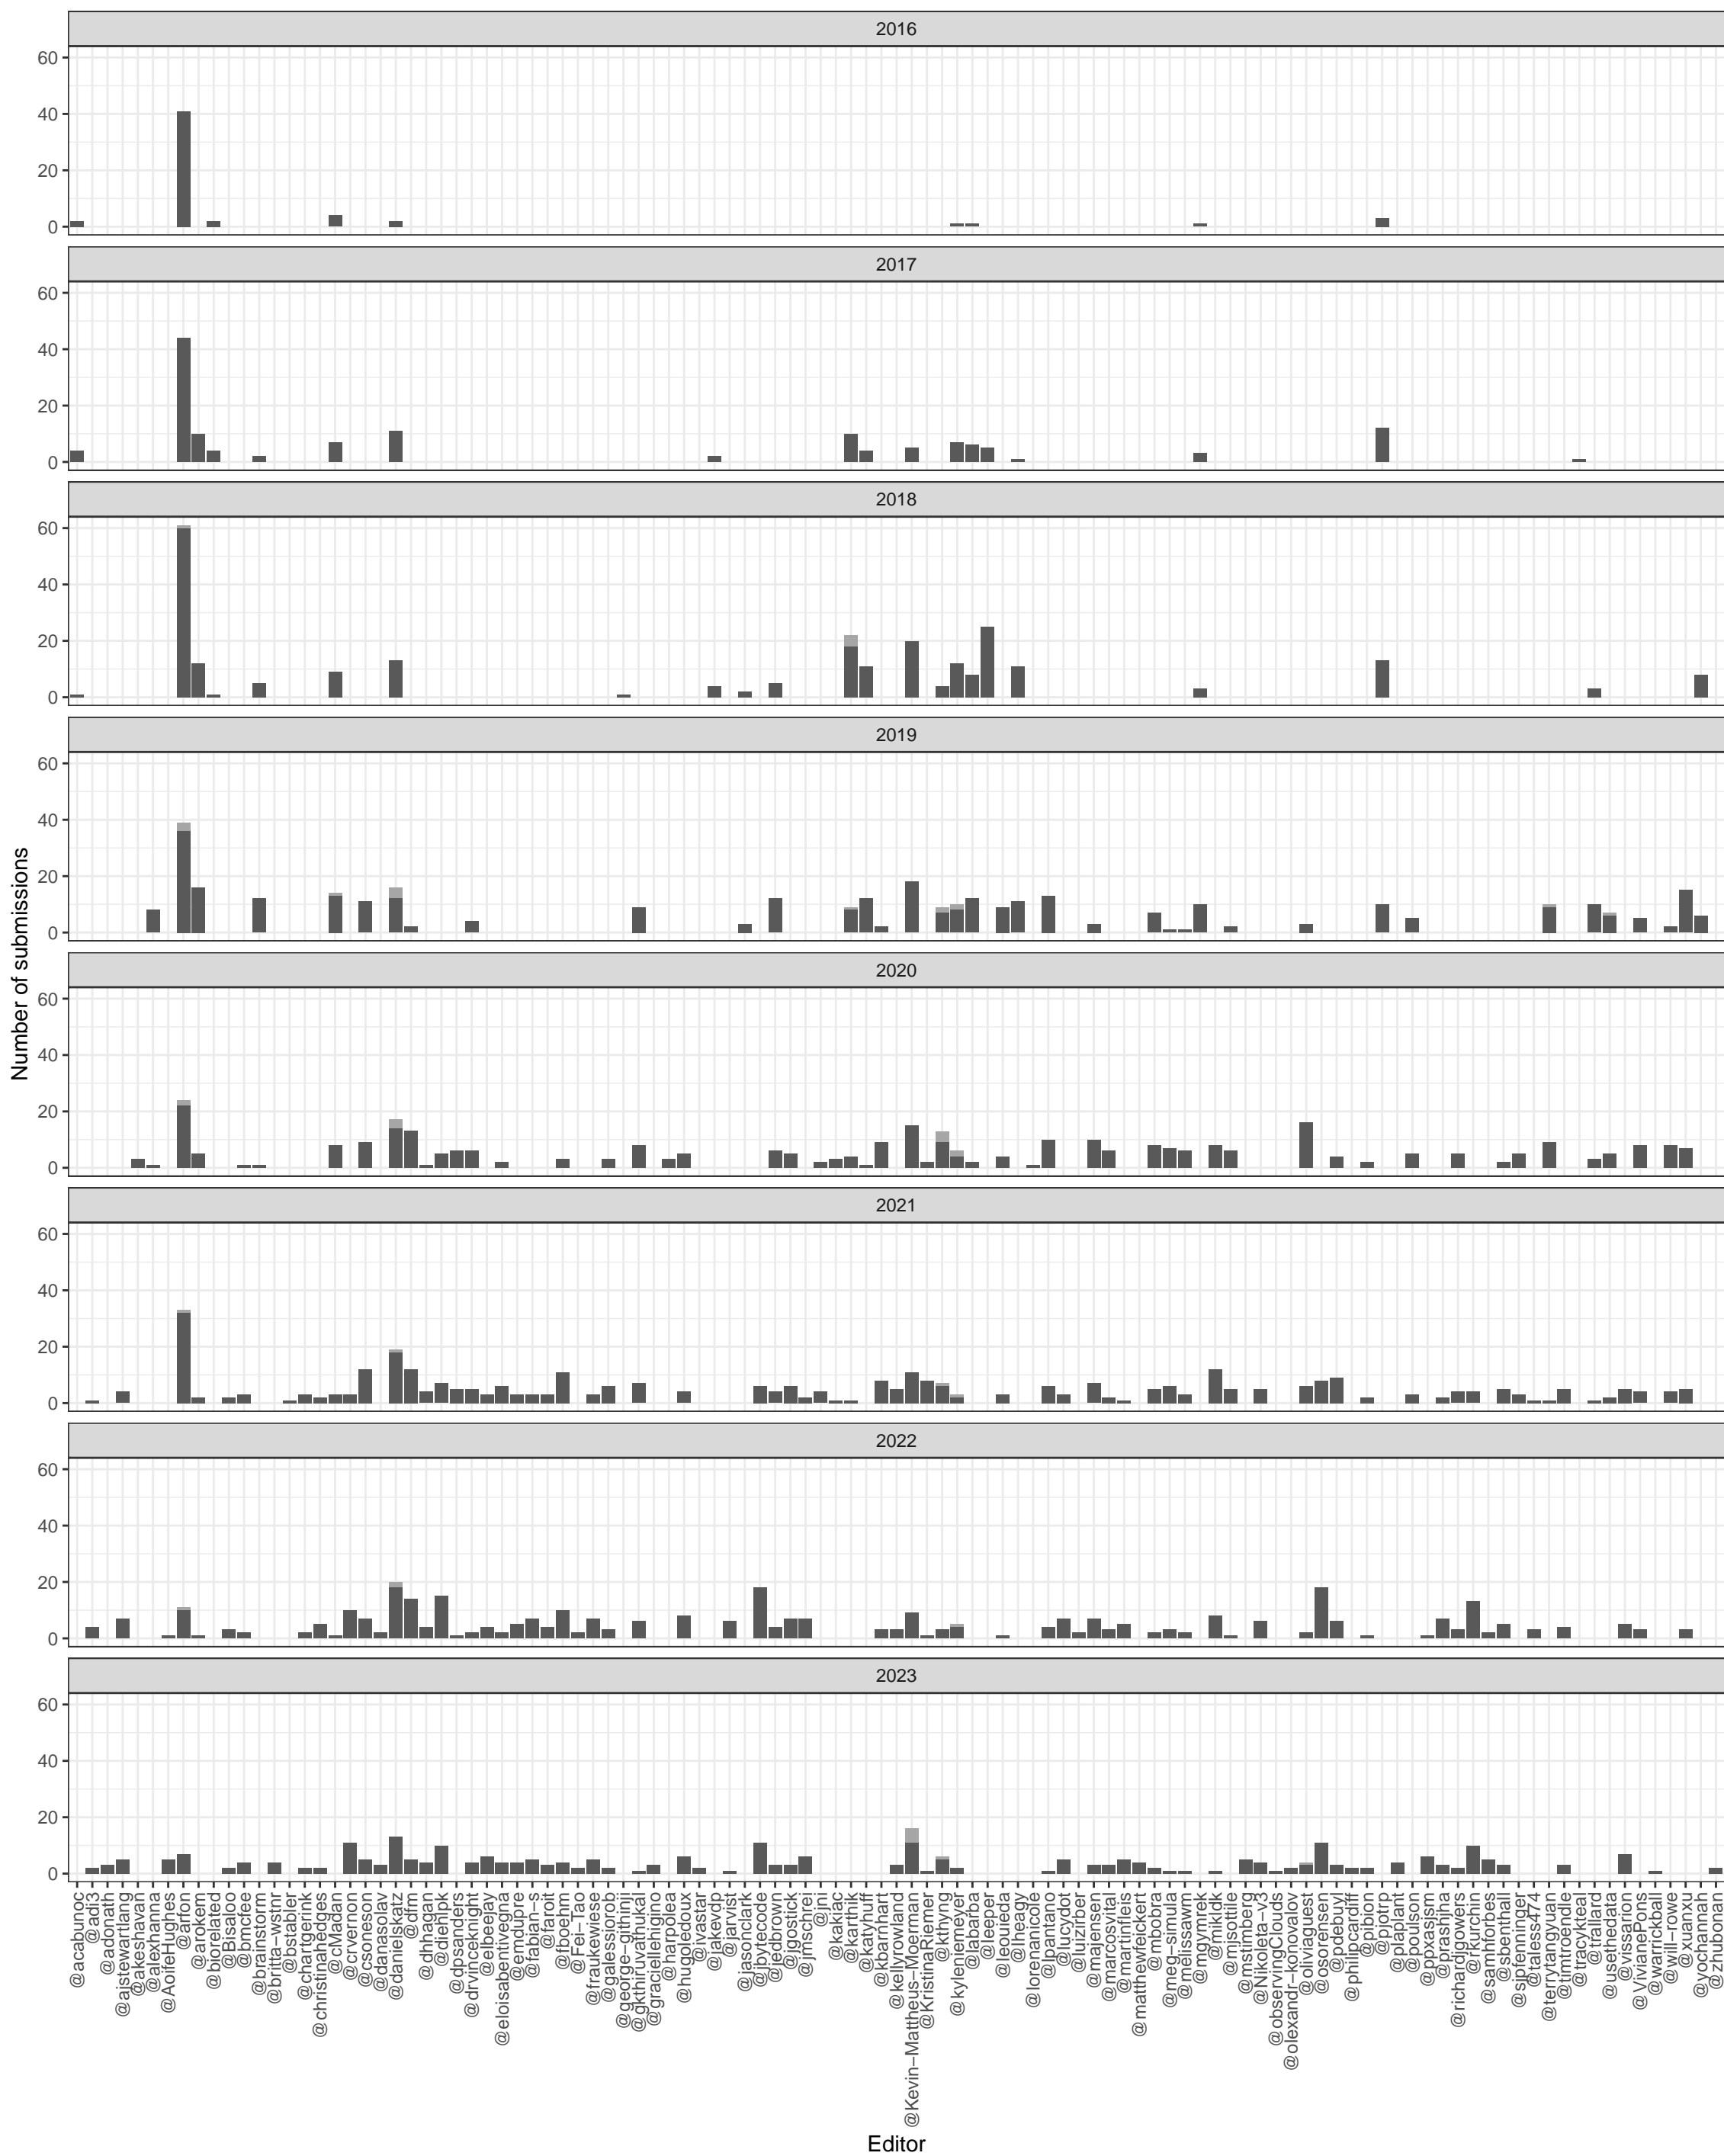 2016
60
40
20
0
2017
60
40
20
0
2018
60
40
20
0
2019
60
40
20
0
2020
60
40
20
0
2021
60
40
20
0
2022
60
40
20
0
2023
60
40
20
0
Number of submissions
@acabunoc
@adi3
@adonath
@ajstewartlang
@akeshavan
@alexhanna
@AoifeHughes
@arfon
@arokem
@biorelated
@Bisaloo
@bmcfee
@brainstorm
@britta-wstnr
@bstabler
@chartgerink
@christinahedges
@cMadan
@crvernon
@csoneson
@danasolav
@danielskatz
@dfm
@dhhagan
@diehlpk
@dpsanders
@drvinceknight
@elbeejay
@eloisabentivegna
@emdupre
@fabian-s
@faroit
@fboehm
@Fei-Tao
@fraukewiese
@galessiorob
@george-githinji
@gkthiruvathukal
@graciellehigino
@harpolea
@hugoledoux
@ivastar
@jakevdp
@jarvist
@jasonclark
@jbytecode
@jedbrown
@jgostick
@jmschrei
@jni
@kakiac
@karthik
@katyhuff
@kbarnhart
@kellyrowland
@Kevin-Mattheus-Moerman
@KristinaRiemer
@kthyng
@kyleniemeyer
@labarba
@leeper
@leouieda
@lheagy
@lorenanicole
@lpantano
@lucydot
@luizirber
@majensen
@marcosvital
@martinfleis
@matthewfeickert
@mbobra
@meg-simula
@melissawm
@mgymrek
@mikldk
@mjsottile
@mstimberg
@Nikoleta-v3
@observingClouds
@olexandr-konovalov
@oliviaguest
@osorensen
@pdebuyl
@philipcardiff
@pibion
@pjotrp
@plaplant
@poulson
@ppxasjsm
@prashjha
@richardjgowers
@rkurchin
@samhforbes
@sbenthall
@sjpfenninger
@taless474
@terrytangyuan
@timtroendle
@tracykteal
@trallard
@usethedata
@vissarion
@VivianePons
@warrickball
@will-rowe
@xuanxu
@yochannah
@zhubonan
Editor